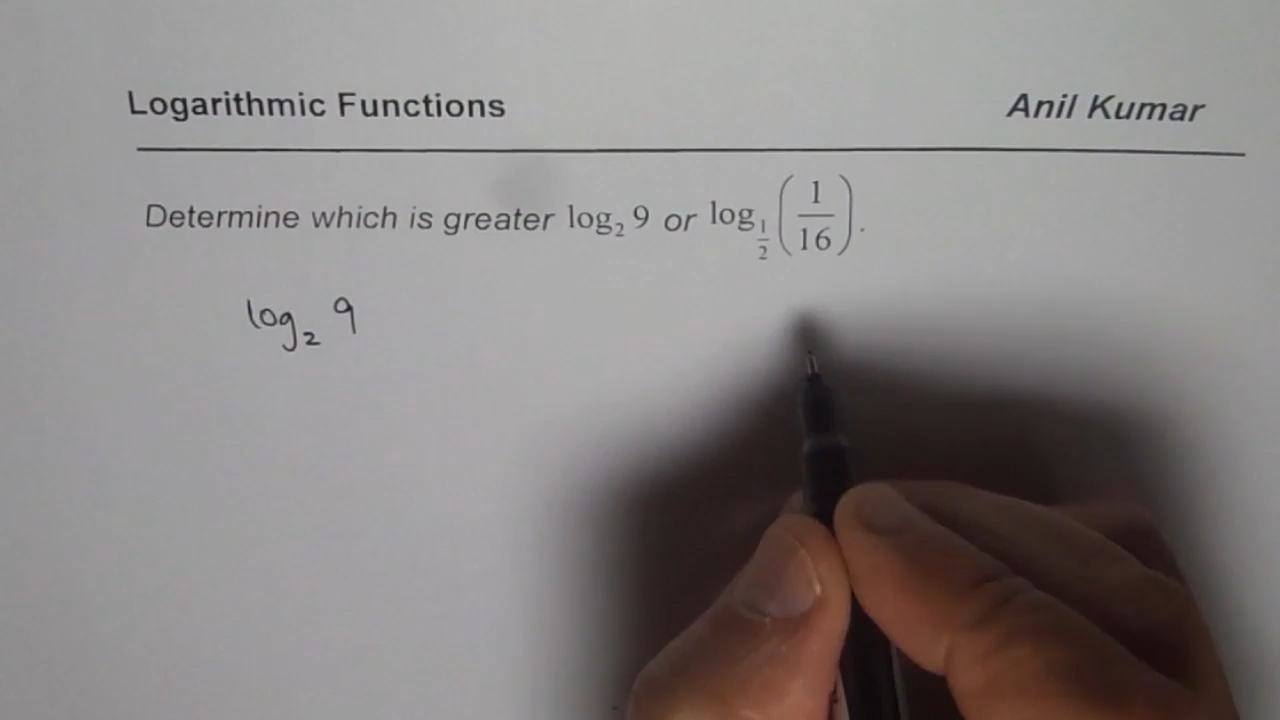 Logarithmic Functions Anil Kumar
Determine which is greater log₂ 9 or log_{1/2} (1/16).
log₂ 9